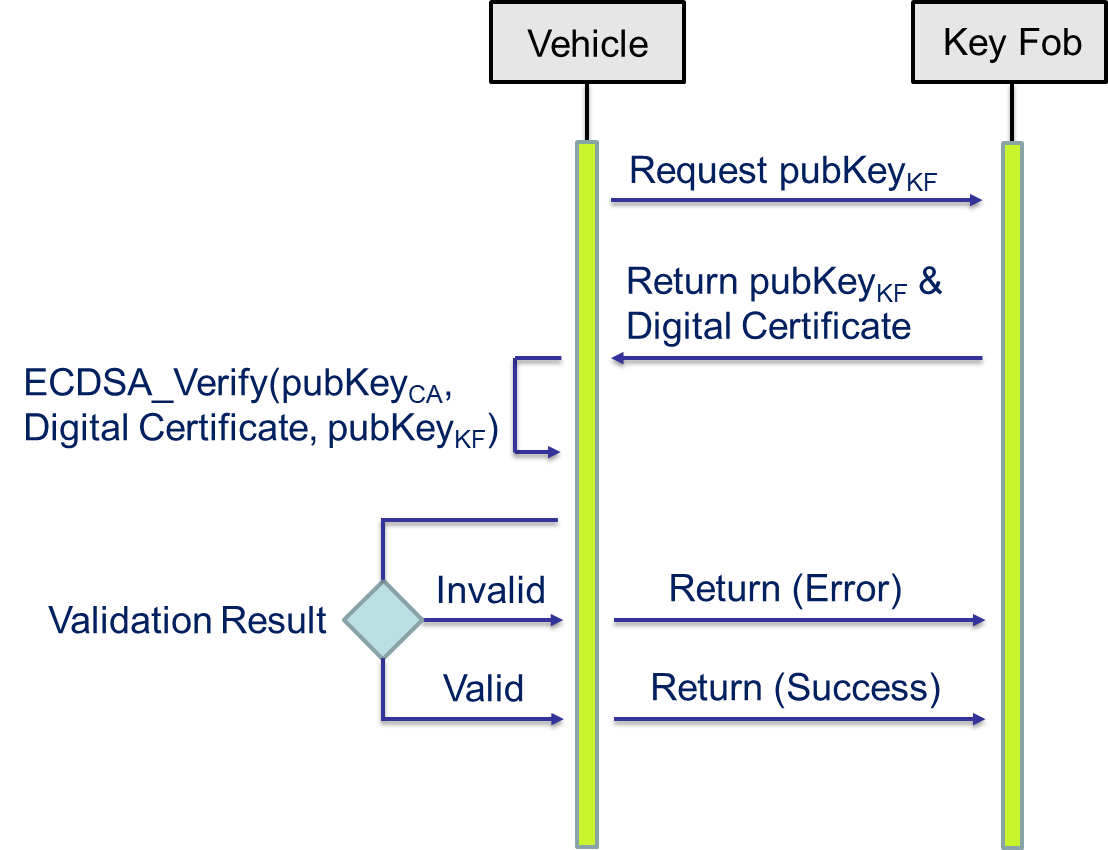 Vehicle
Key Fob
Request pubKeyKF
Return pubKeyKF &
Digital Certificate
ECDSA_Verify(pubKeyCA,
Digital Certificate, pubKeyKF)
Invalid
Return (Error)
Validation Result
Valid
Return (Success)